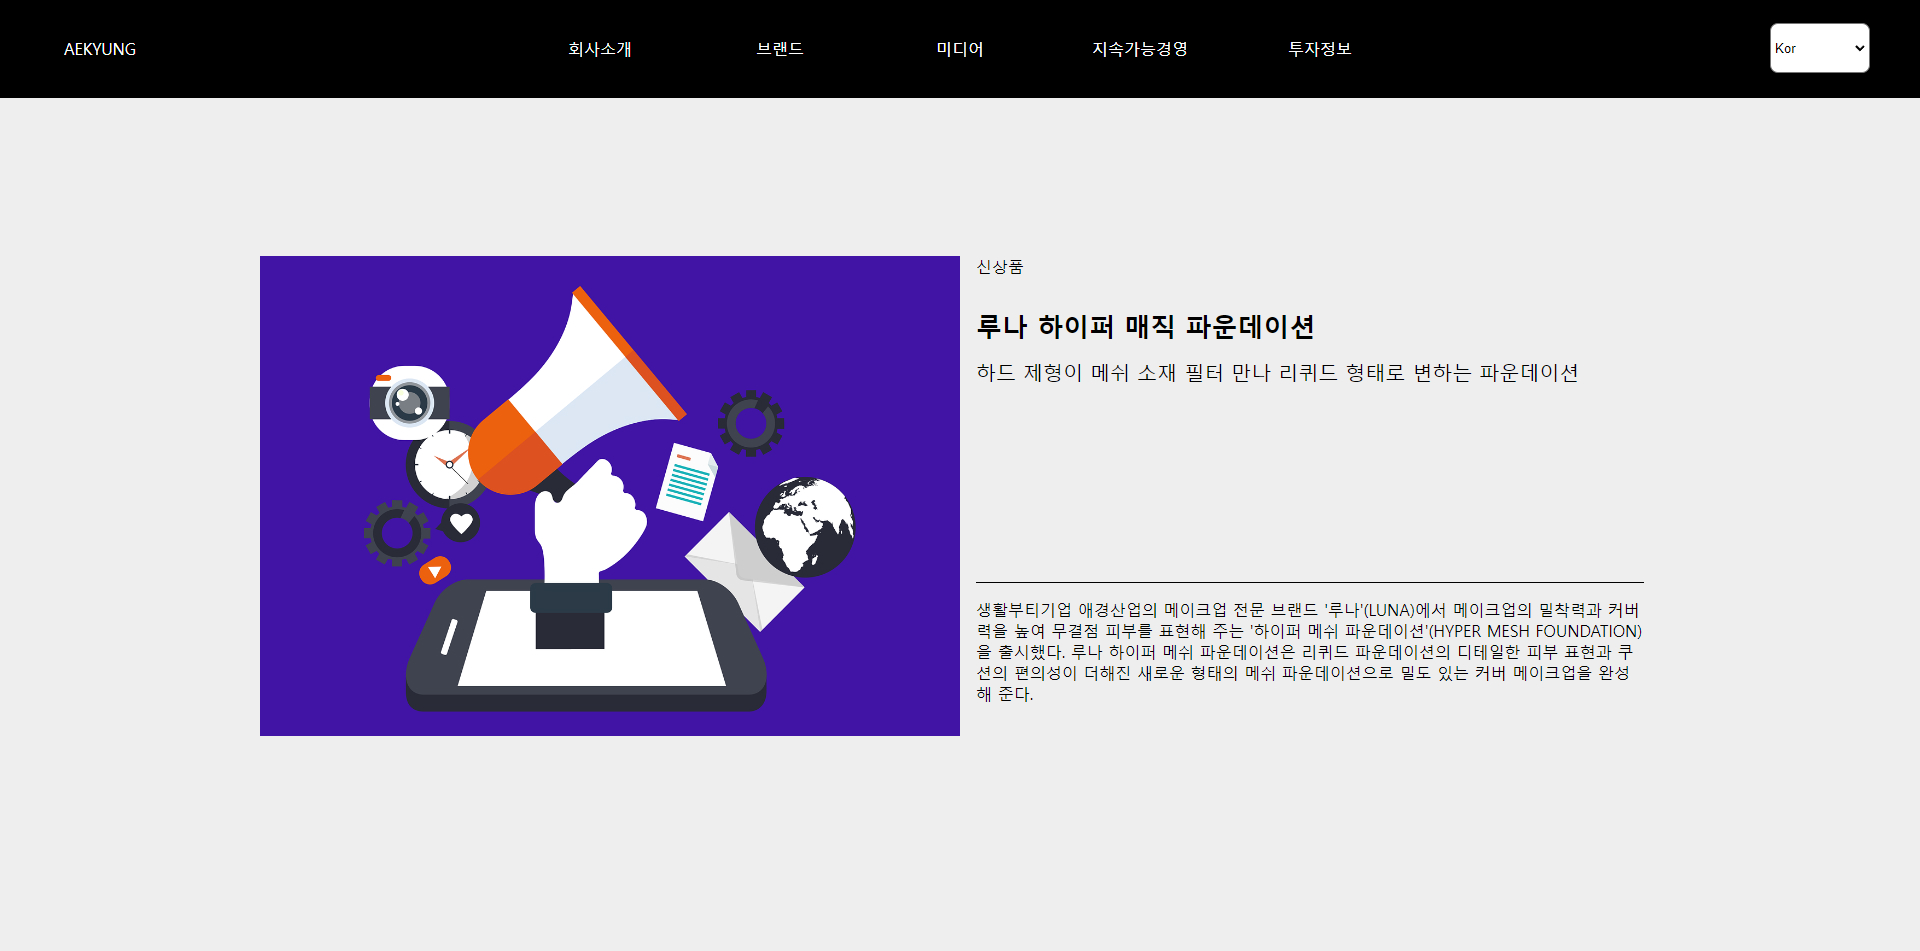 AEKYUNG
회사소개
브랜드
미디어
지속가능경영
투자정보
Kor
신상품
루나 하이퍼 매직 파운데이션
하드 제형이 메쉬 소재 필터 만나 리퀴드 형태로 변하는 파운데이션
생활부티기업 애경산업의 메이크업 전문 브랜드 '루나'(LUNA)에서 메이크업의 밀착력과 커버
력을 높여 무결점 피부를 표현해 주는 '하이퍼 메쉬 파운데이션'(HYPER MESH FOUNDATION)
을 출시했다. 루나 하이퍼 메쉬 파운데이션은 리퀴드 파운데이션의 디테일한 피부 표현과 쿠
션의 편의성이 더해진 새로운 형태의 메쉬 파운데이션으로 밀도 있는 커버 메이크업을 완성
해 준다.